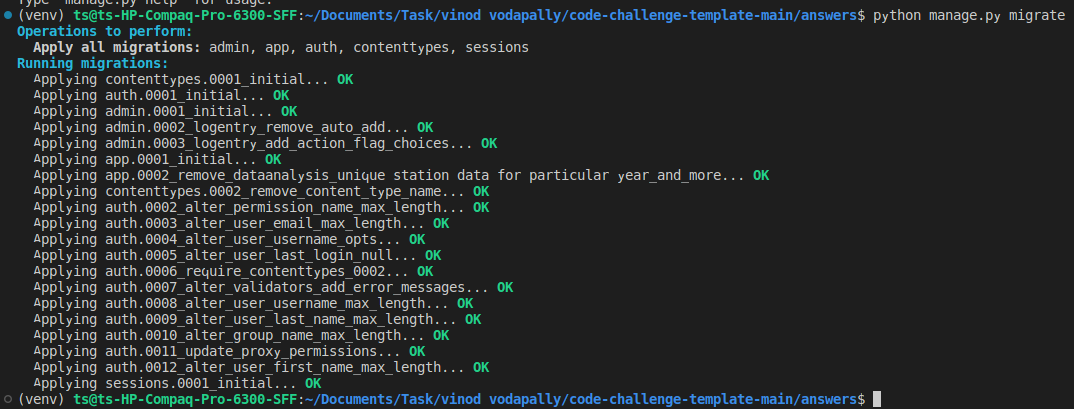 Type 'manage.py help' for usage.
(venv) ts@ts-HP-Compaq-Pro-6300-SFF:~/Documents/Task/vinod vodapally/code-challenge-template-main/answers$ python manage.py migrate
Operations to perform:
  Apply all migrations: admin, app, auth, contenttypes, sessions
Running migrations:
  Applying contenttypes.0001_initial... OK
  Applying auth.0001_initial... OK
  Applying admin.0001_initial... OK
  Applying admin.0002_logentry_remove_auto_add... OK
  Applying admin.0003_logentry_add_action_flag_choices... OK
  Applying app.0001_initial... OK
  Applying app.0002_remove_dataanalysis_unique station data for particular year_and_more... OK
  Applying contenttypes.0002_remove_content_type_name... OK
  Applying auth.0002_alter_permission_name_max_length... OK
  Applying auth.0003_alter_user_email_max_length... OK
  Applying auth.0004_alter_user_username_opts... OK
  Applying auth.0005_alter_user_last_login_null... OK
  Applying auth.0006_require_contenttypes_0002... OK
  Applying auth.0007_alter_validators_add_error_messages... OK
  Applying auth.0008_alter_user_username_max_length... OK
  Applying auth.0009_alter_user_last_name_max_length... OK
  Applying auth.0010_alter_group_name_max_length... OK
  Applying auth.0011_update_proxy_permissions... OK
  Applying auth.0012_alter_user_first_name_max_length... OK
  Applying sessions.0001_initial... OK
(venv) ts@ts-HP-Compaq-Pro-6300-SFF:~/Documents/Task/vinod vodapally/code-challenge-template-main/answers$